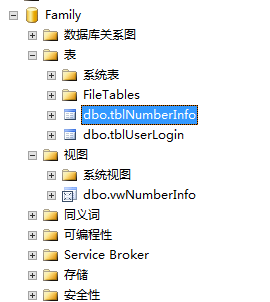 Family
数据库关系图
表
系统表
FileTables
dbo.tblNumberInfo
dbo.tblUserLogin
视图
系统视图
dbo.vwNumberInfo
同义词
可编程性
Service Broker
存储
安全性